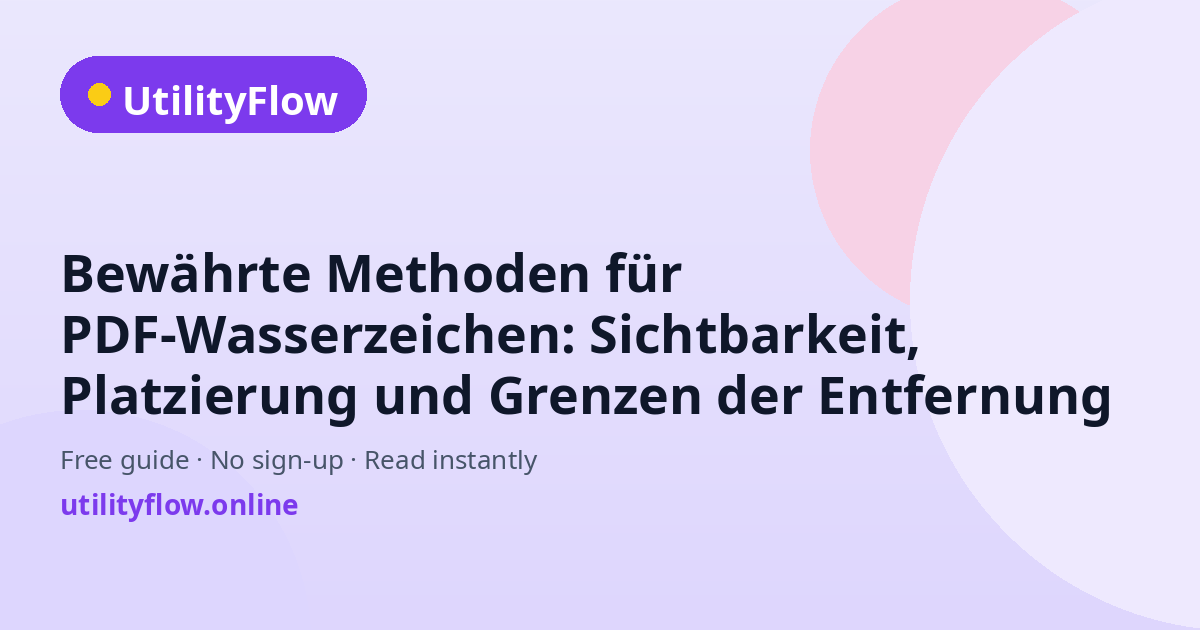 UtilityFlow
Bewährte Methoden für
PDF-Wasserzeichen: Sichtbarkeit,
Platzierung und Grenzen der Entfernung
Free guide · No sign-up · Read instantly
utilityflow.online